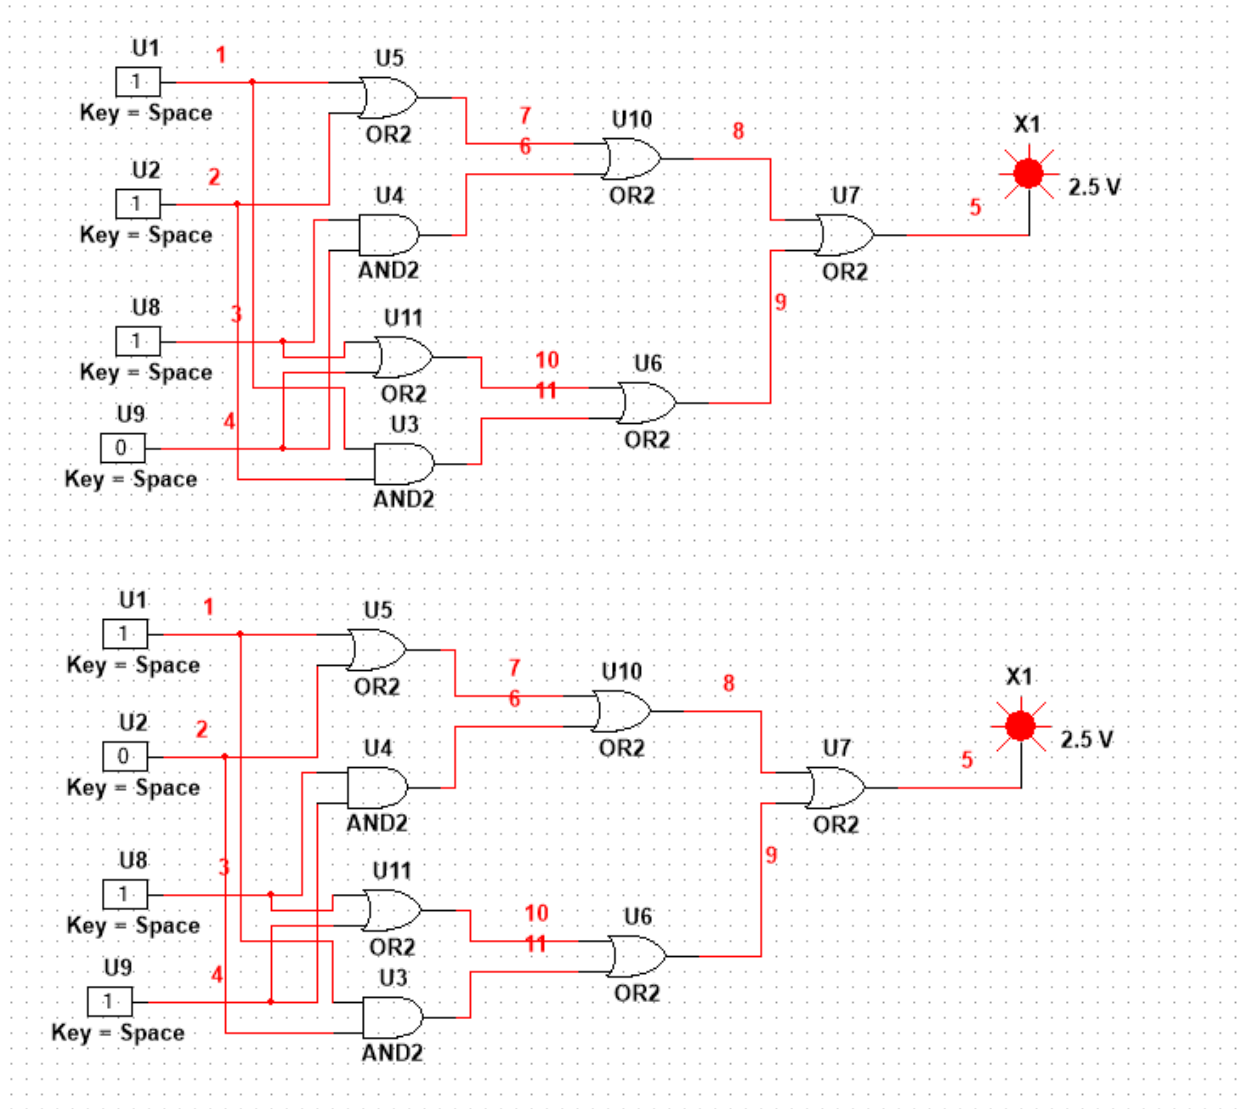 U1
1
1
Key = Space
U5
OR2
7
6
U10
OR2
8
X1
2.5 V
U2
2
1
Key = Space
U4
AND2
U7
OR2
5
U8
3
1
Key = Space
U11
OR2
10
11
U6
OR2
9
U9
4
0
Key = Space
U3
AND2
U1
1
1
Key = Space
U5
OR2
7
6
U10
OR2
8
X1
2.5 V
U2
2
0
Key = Space
U4
AND2
U7
OR2
5
U8
3
1
Key = Space
U11
OR2
10
11
U6
OR2
9
U9
4
1
Key = Space
U3
AND2